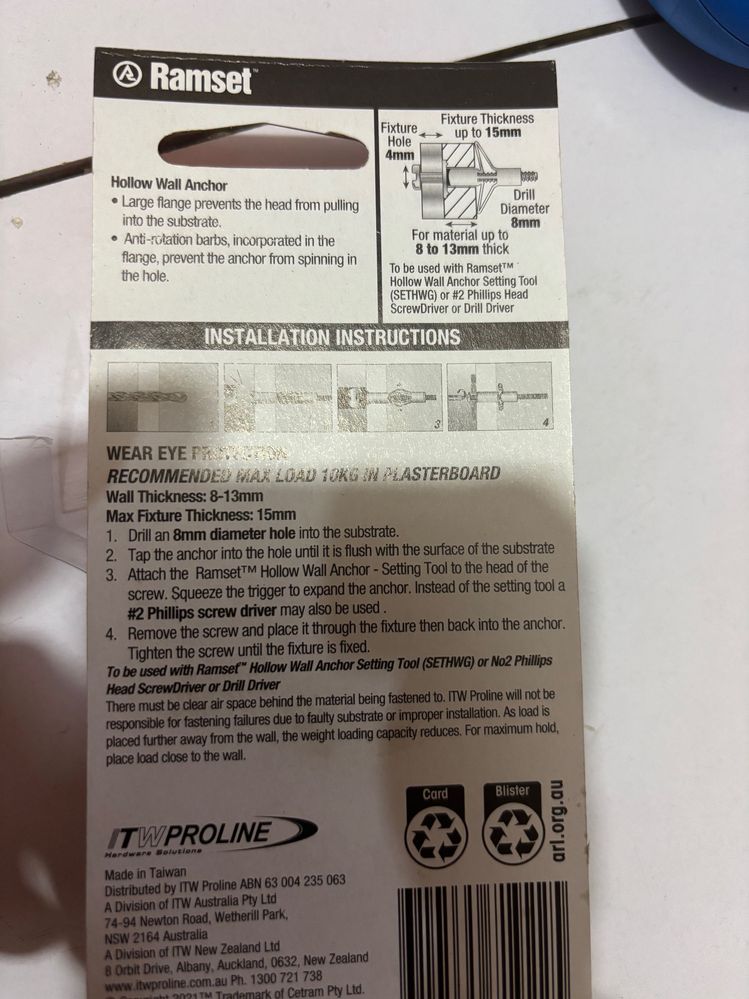 Ramset™
Hollow Wall Anchor
• Large flange prevents the head from pulling
into the substrate.
• Anti-rotation barbs, incorporated in the
flange, prevent the anchor from spinning in
the hole.
Fixture Thickness
up to 15mm
Fixture
Hole
4mm
Drill
Diameter
8mm
For material up to
8 to 13mm thick
To be used with Ramset™
Hollow Wall Anchor Setting Tool
(SETHWG) or #2 Phillips Head
ScrewDriver or Drill Driver
INSTALLATION INSTRUCTIONS
3
4
WEAR EYE PROTECTION
RECOMMENDED MAX LOAD 10KG IN PLASTERBOARD
Wall Thickness: 8-13mm
Max Fixture Thickness: 15mm
1. Drill an 8mm diameter hole into the substrate.
2. Tap the anchor into the hole until it is flush with the surface of the substrate
3. Attach the Ramset™ Hollow Wall Anchor - Setting Tool to the head of the
screw. Squeeze the trigger to expand the anchor. Instead of the setting tool a
#2 Phillips screw driver may also be used .
4. Remove the screw and place it through the fixture then back into the anchor.
Tighten the screw until the fixture is fixed.
To be used with Ramset™ Hollow Wall Anchor Setting Tool (SETHWG) or No2 Phillips
Head ScrewDriver or Drill Driver
There must be clear air space behind the material being fastened to. ITW Proline will not be
responsible for fastening failures due to faulty substrate or improper installation. As load is
placed further away from the wall, the weight loading capacity reduces. For maximum hold,
place load close to the wall.
ITWPROLINE
Hardware Solutions
Card
Blister
arl.org.au
Made in Taiwan
Distributed by ITW Proline ABN 63 004 235 063
A Division of ITW Australia Pty Ltd
74-94 Newton Road, Wetherill Park,
NSW 2164 Australia
A Division of ITW New Zealand Ltd
8 Orbit Drive, Albany, Auckland, 0632, New Zealand
www.itwproline.com.au Ph. 1300 721 738
© Copyright 2021™ Trademark of Cetram Pty Ltd.